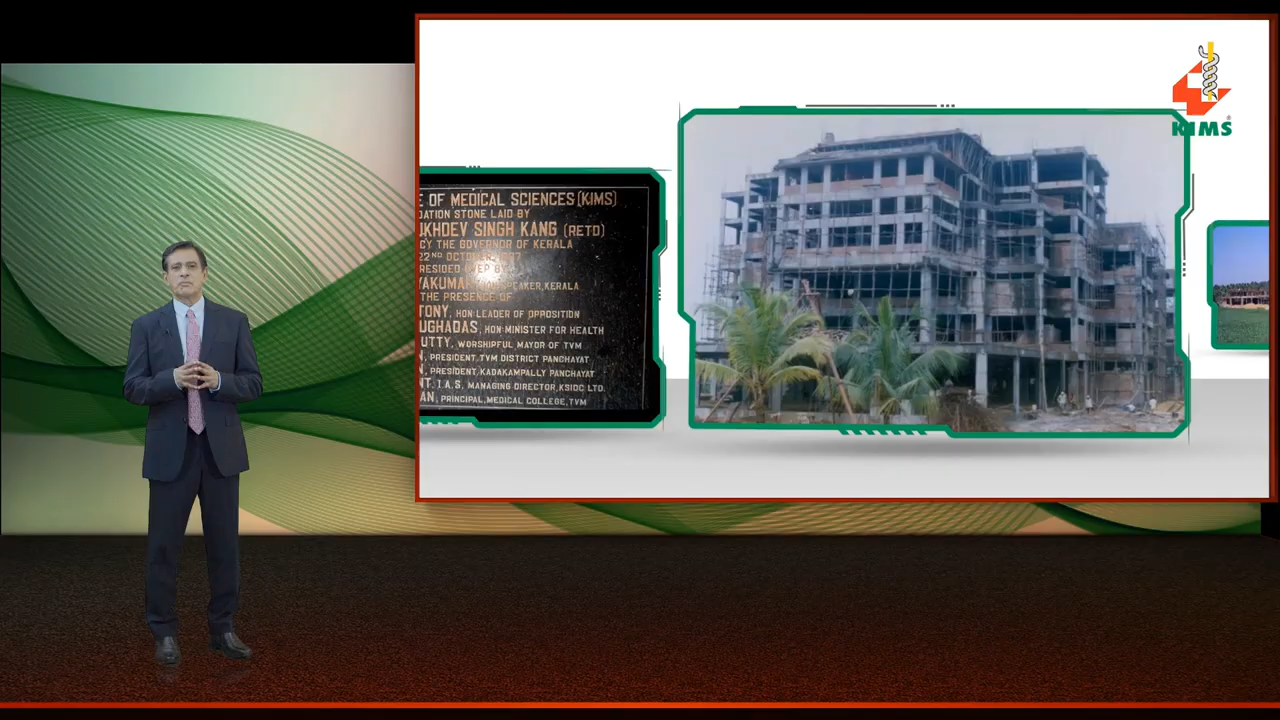 E OF MEDICAL SCIENCES (KIMS)
DATION STONE LAID BY
UKHDEV SINGH KANG (RETD)
CY THE GOVERNOR OF KERALA
22ND OCTOBER
RESIDED BY
YAKUMAR SPEAKER, KERALA
THE PRESENCE OF
TONY, HON LEADER OF OPPOSITION
UGHADAS, HON MINISTER FOR HEALTH
UTTY, WORSHIPFUL MAYOR OF TVM
N, PRESIDENT, TVM DISTRICT PANCHAYAT
N, PRESIDENT, KADAKAMPALLY PANCHAYAT
NT. I.A.S, MANAGING DIRECTOR, KSIDC LTD.
AN, PRINCIPAL, MEDICAL COLLEGE, TVM
KIMS